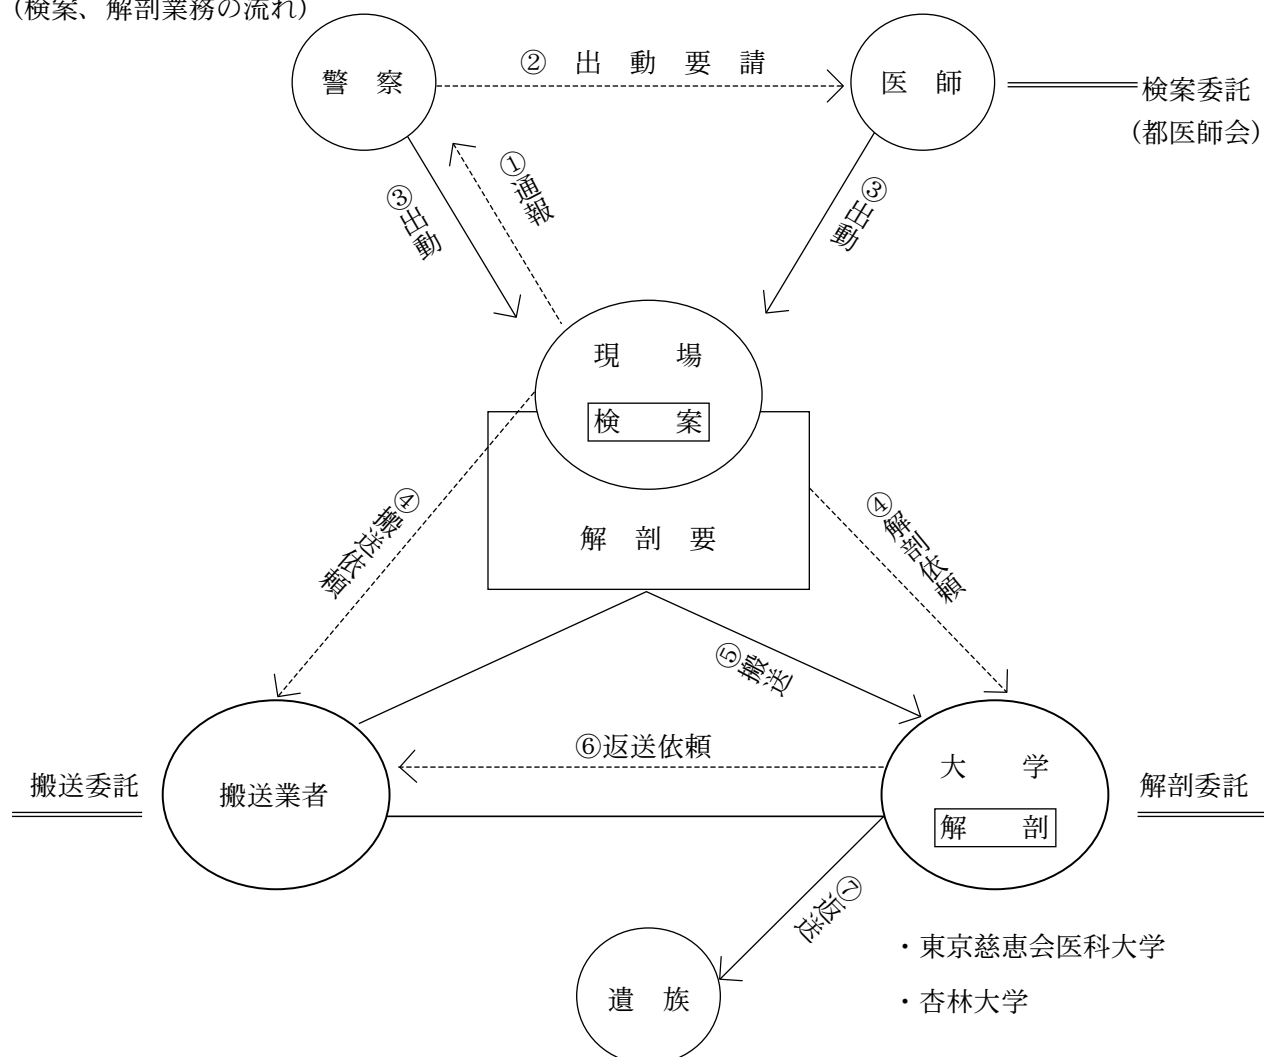 (検案、解剖業務の流れ)
警 察
② 出 動 要 請
医 師
検案委託
(都医師会)
①通報
③出動
③出動
現 場
検 案
解 剖 要
④搬送依頼
④解剖依頼
⑤搬送
⑥返送依頼
搬送委託
搬送業者
大 学
解 剖
解剖委託
⑦返送
遺 族
・東京慈恵会医科大学
・杏林大学